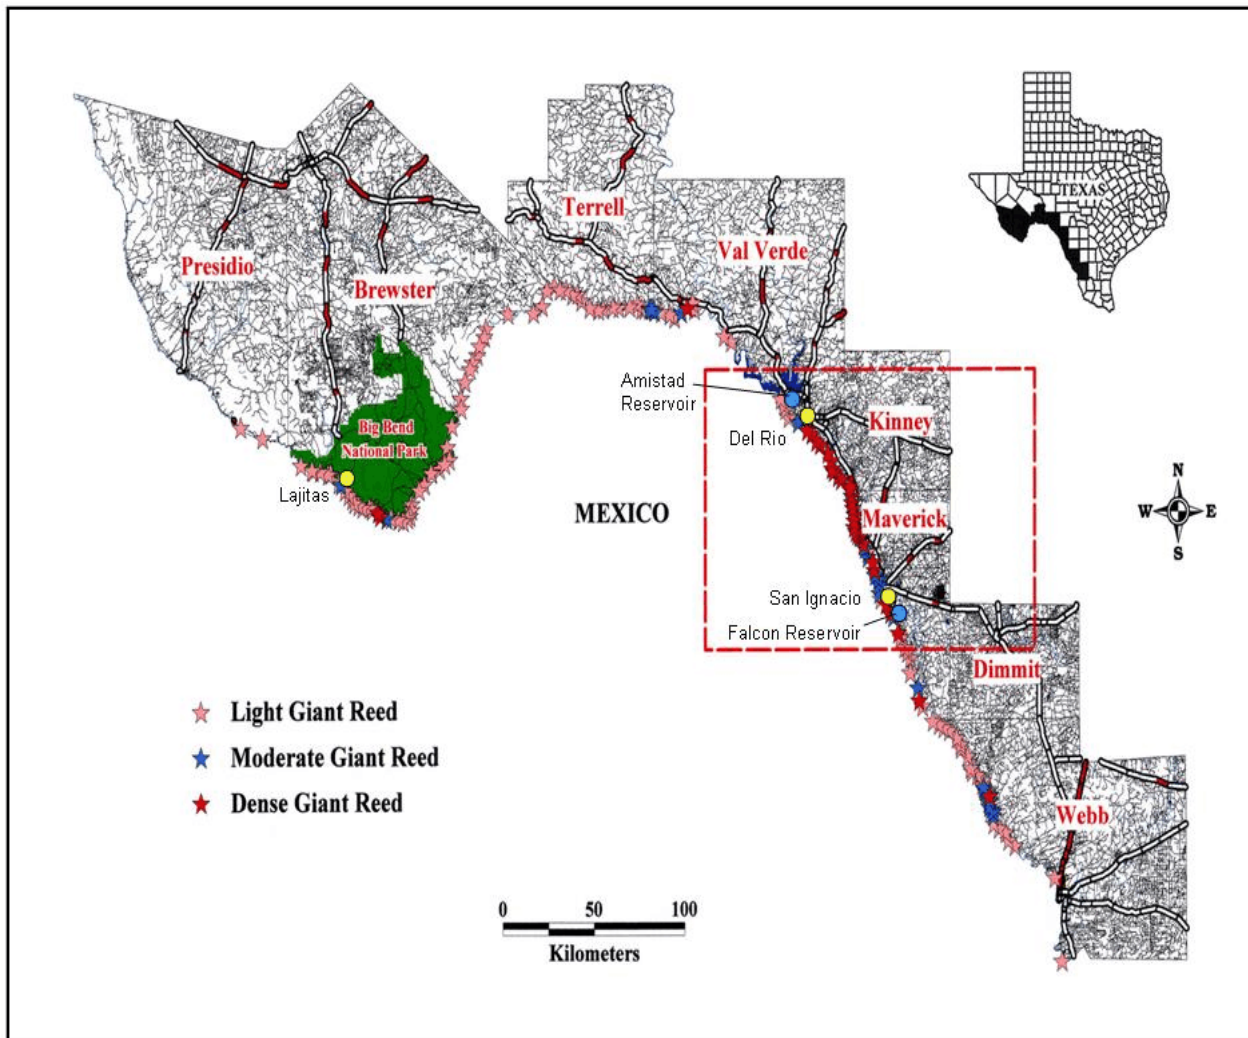 TEXAS
Terrell
Val Verde
Presidio
Brewster
Amistad
Reservoir
Big Bend
National Park
Kinney
Del Rio
Lajitas
MEXICO
Maverick
N
W
E
S
San Ignacio
Falcon Reservoir
Dimmit
Light Giant Reed
Moderate Giant Reed
Dense Giant Reed
Webb
0 50 100
Kilometers